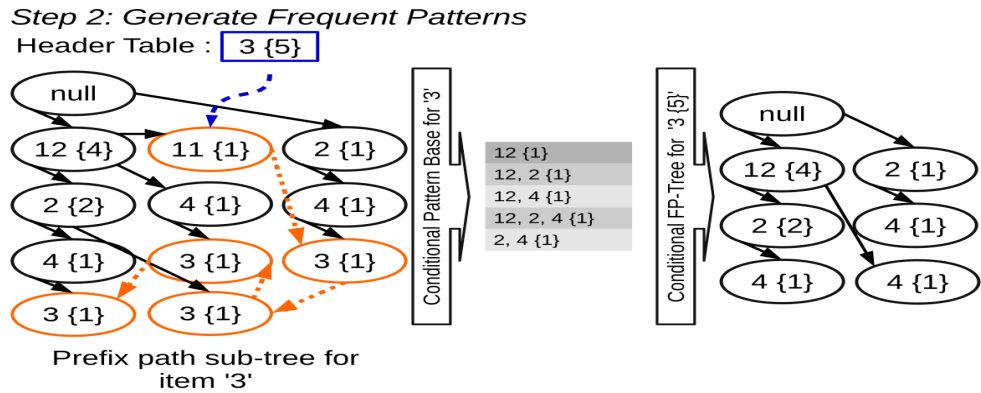 Step 2: Generate Frequent Patterns
Header Table : 3 {5}
null
12 {4} 11 {1} 2 {1}
2 {2} 4 {1} 4 {1}
4 {1} 3 {1} 3 {1}
3 {1} 3 {1}
Prefix path sub-tree for
item '3'
Conditional Pattern Base for '3'
12 {1}
12, 2 {1}
12, 4 {1}
12, 2, 4 {1}
2, 4 {1}
Conditional FP-Tree for '3 {5}'
null
12 {4} 2 {1}
2 {2} 4 {1}
4 {1} 4 {1}